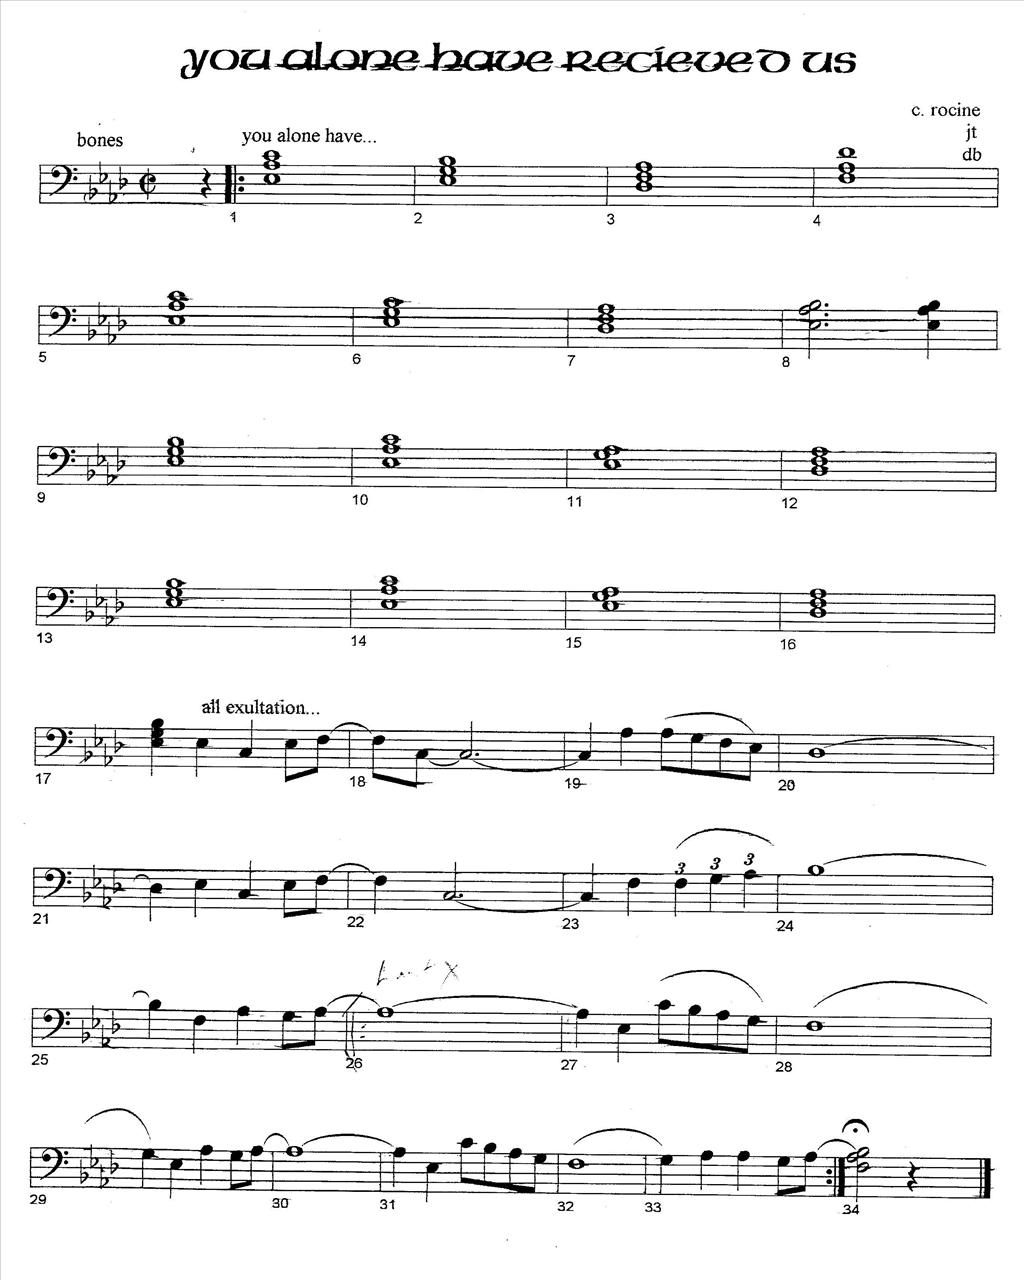 you alone have recieved us
c. rocine
bones you alone have... jt
db
1 2 3 4
5 6 7 8
9 10 11 12
13 14 15 16
all exultation...
17 18 19 20
3 3 3
21 22 23 24
25 26 27 28
29 30 31 32 33 34